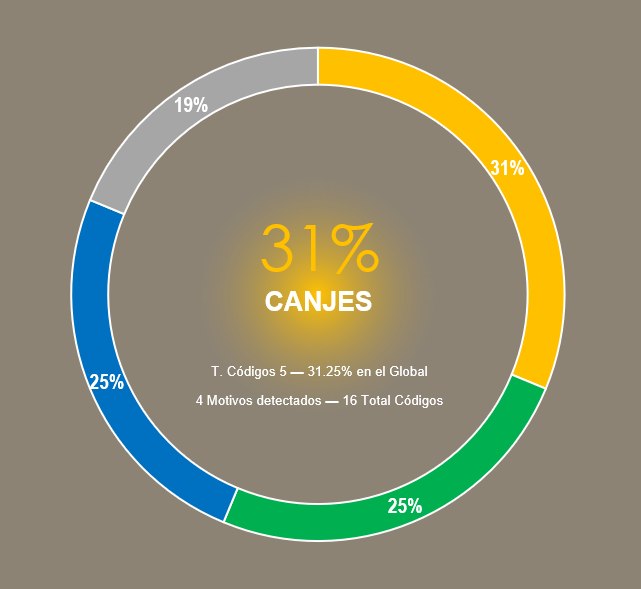 19%
31%
31%
CANJES
T. Códigos 5 — 31.25% en el Global
25%
4 Motivos detectados — 16 Total Códigos
25%